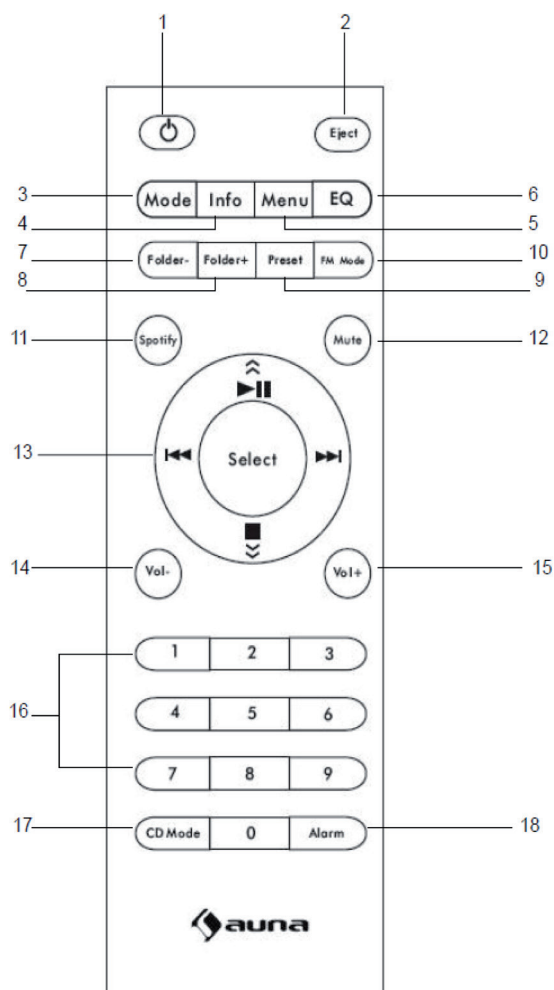 1 2
Eject
3 Mode Info Menu EQ 6
4 5
7 Folder- Folder+ Preset FM Mode 10
8 9
11 Spotify Mute 12
13 Select
14 Vol- Vol+ 15
1 2 3
16
4 5 6
7 8 9
17 CD Mode 0 Alarm 18
auna